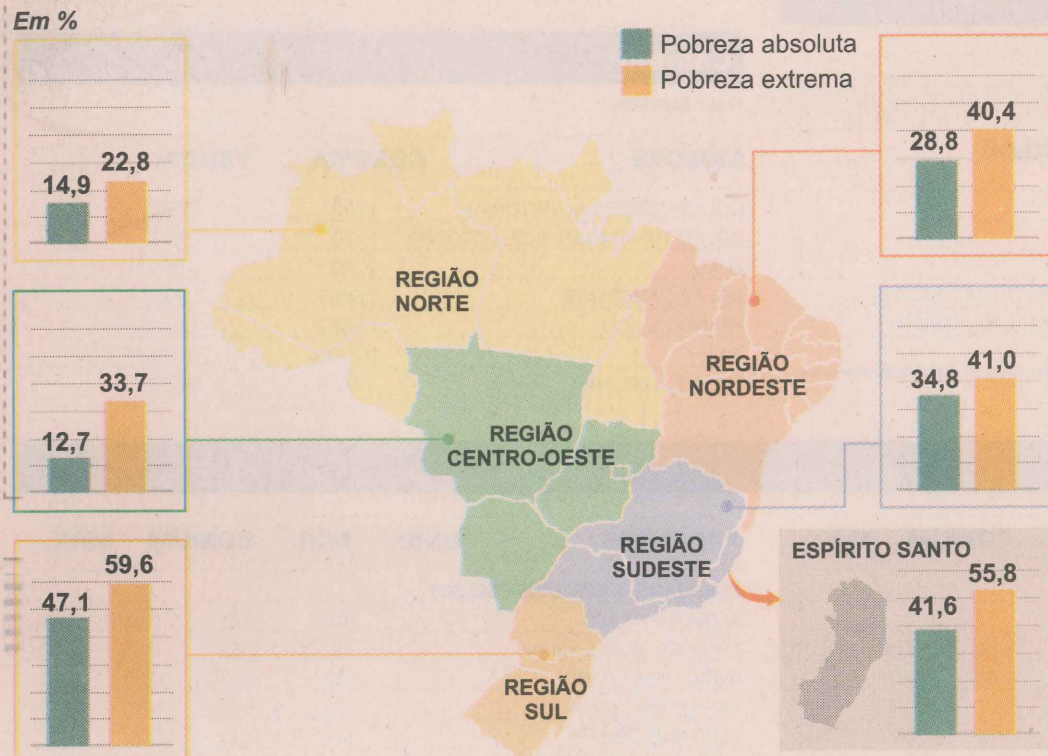 Em %
Pobreza absoluta
Pobreza extrema
14,9
22,8
28,8
40,4
REGIÃO
NORTE
12,7
33,7
REGIÃO
NORDESTE
34,8
41,0
REGIÃO
CENTRO-OESTE
47,1
59,6
REGIÃO
SUDESTE
ESPÍRITO SANTO
41,6
55,8
REGIÃO
SUL